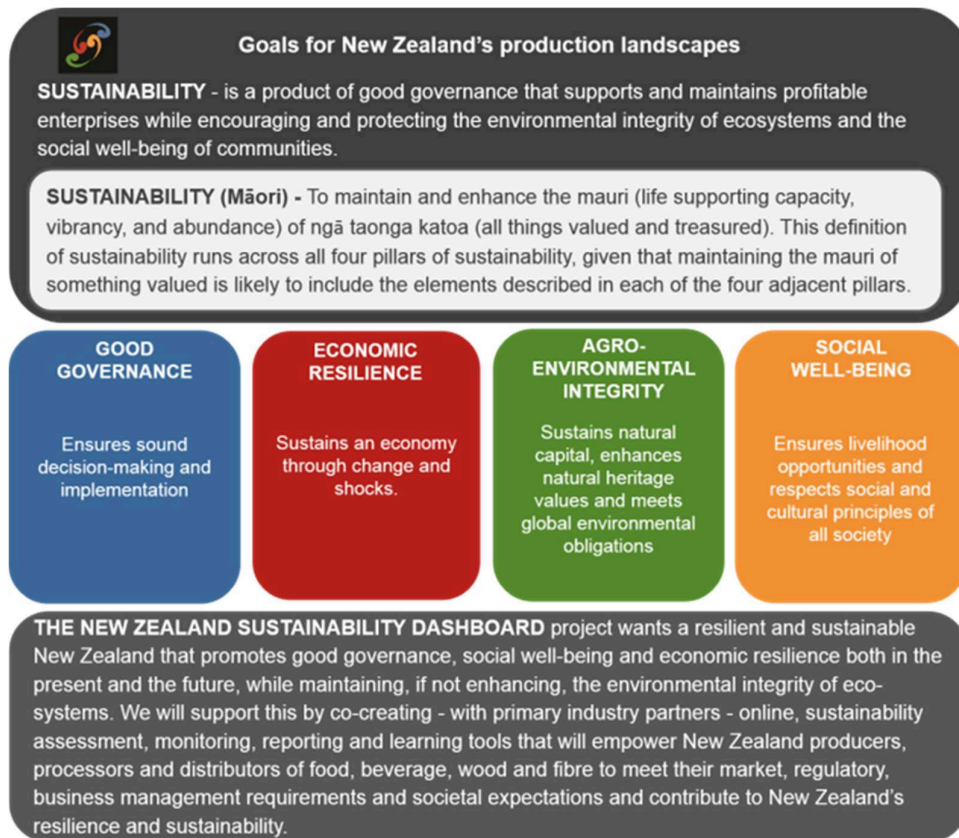 Goals for New Zealand's production landscapes
SUSTAINABILITY - is a product of good governance that supports and maintains profitable
enterprises while encouraging and protecting the environmental integrity of ecosystems and the
social well-being of communities.
SUSTAINABILITY (Māori) - To maintain and enhance the mauri (life supporting capacity,
vibrancy, and abundance) of ngā taonga katoa (all things valued and treasured). This definition
of sustainability runs across all four pillars of sustainability, given that maintaining the mauri of
something valued is likely to include the elements described in each of the four adjacent pillars.
GOOD
GOVERNANCE
Ensures sound
decision-making and
implementation
ECONOMIC
RESILIENCE
Sustains an economy
through change and
shocks.
AGRO-
ENVIRONMENTAL
INTEGRITY
Sustains natural
capital, enhances
natural heritage
values and meets
global environmental
obligations
SOCIAL
WELL-BEING
Ensures livelihood
opportunities and
respects social and
cultural principles of
all society
THE NEW ZEALAND SUSTAINABILITY DASHBOARD project wants a resilient and sustainable
New Zealand that promotes good governance, social well-being and economic resilience both in the
present and the future, while maintaining, if not enhancing, the environmental integrity of eco-
systems. We will support this by co-creating - with primary industry partners - online, sustainability
assessment, monitoring, reporting and learning tools that will empower New Zealand producers,
processors and distributors of food, beverage, wood and fibre to meet their market, regulatory,
business management requirements and societal expectations and contribute to New Zealand's
resilience and sustainability.